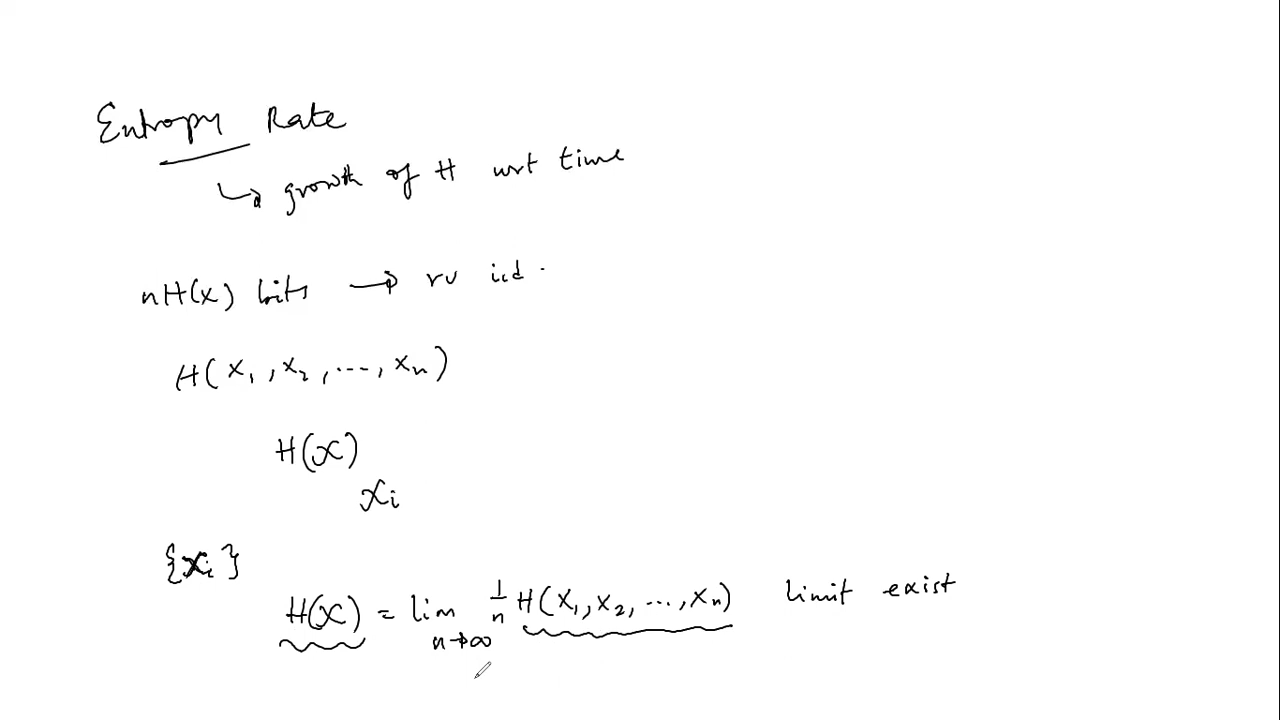 Entropy Rate
↳ growth of H wrt time
nH(X) bits → rv iid.
H(X₁, X₂, ..., Xₙ)
H(𝒳)
𝒳ᵢ
{Xᵢ}
H(𝒳) = lim n→∞ 1/n H(X₁, X₂, ..., Xₙ) limit exist